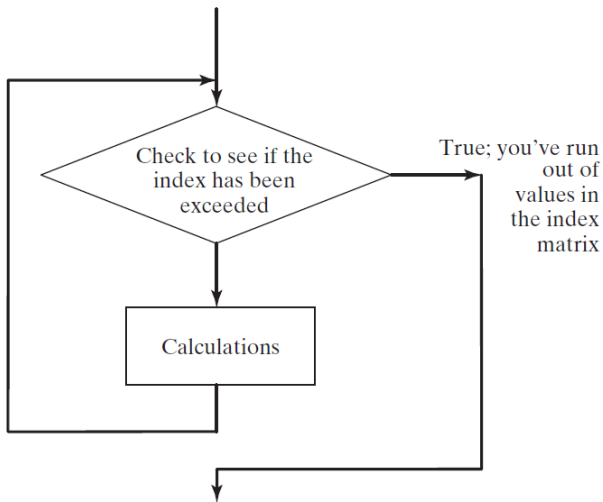 Check to see if the
index has been
exceeded
True; you've run
out of
values in
the index
matrix
Calculations